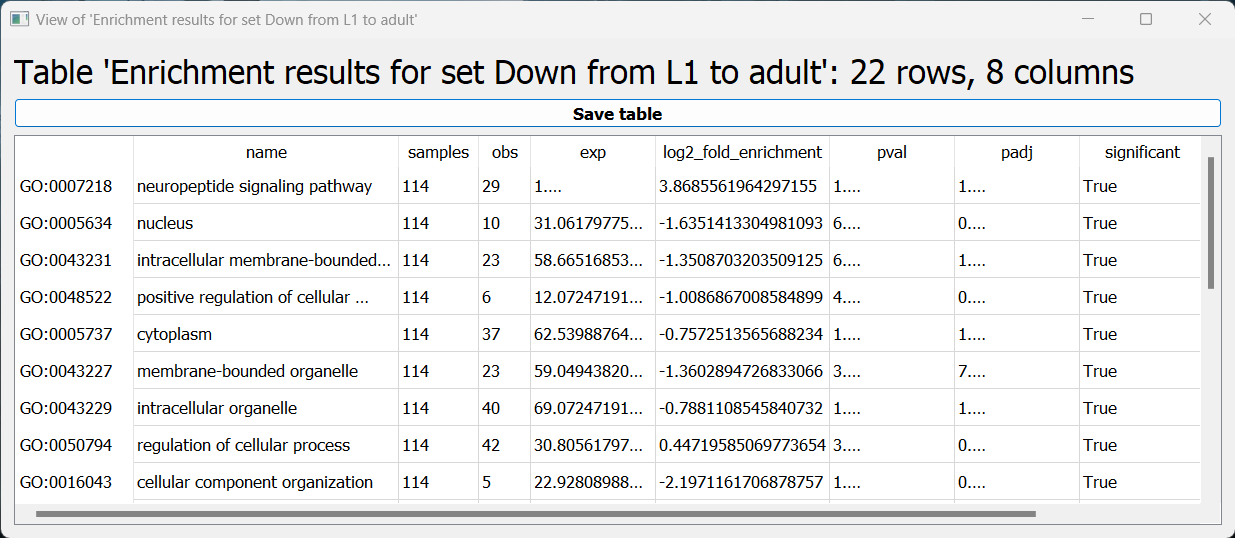 View of 'Enrichment results for set Down from L1 to adult'
Table 'Enrichment results for set Down from L1 to adult': 22 rows, 8 columns
Save table
name samples obs exp log2_fold_enrichment pval padj significant
GO:0007218 neuropeptide signaling pathway 114 29 1.... 3.8685561964297155 1.... 1.... True
GO:0005634 nucleus 114 10 31.06179775... -1.6351413304981093 6.... 0.... True
GO:0043231 intracellular membrane-bounded... 114 23 58.66516853... -1.3508703203509125 6.... 1.... True
GO:0048522 positive regulation of cellular ... 114 6 12.07247191... -1.0086867008584899 4.... 0.... True
GO:0005737 cytoplasm 114 37 62.53988764... -0.7572513565688234 1.... 1.... True
GO:0043227 membrane-bounded organelle 114 23 59.04943820... -1.3602894726833066 3.... 7.... True
GO:0043229 intracellular organelle 114 40 69.07247191... -0.7881108545840732 1.... 1.... True
GO:0050794 regulation of cellular process 114 42 30.80561797... 0.44719585069773654 3.... 0.... True
GO:0016043 cellular component organization 114 5 22.92808988... -2.1971161706878757 1.... 0.... True